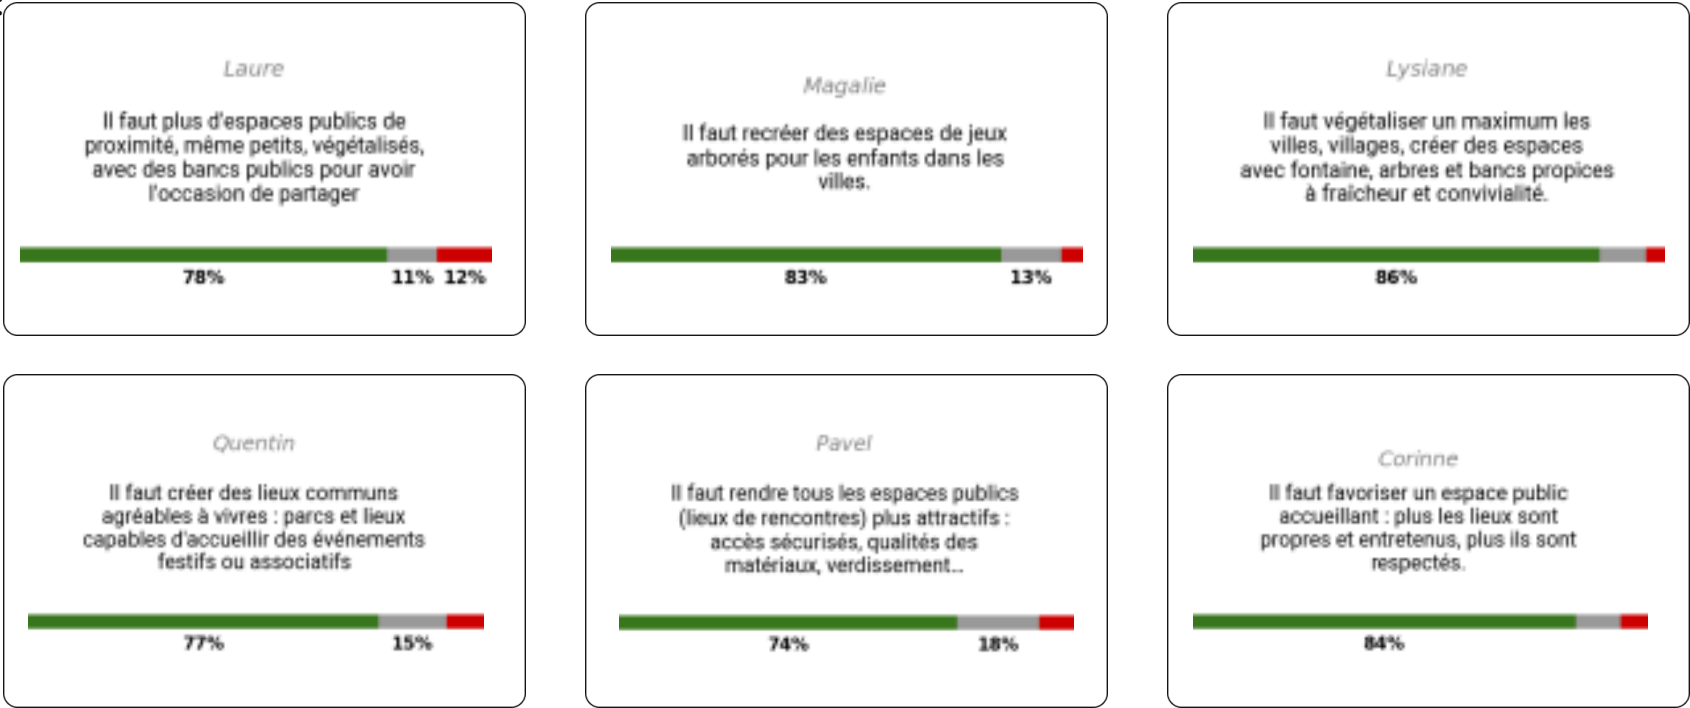 Laure
Il faut plus d'espaces publics de
proximité, même petits, végétalisés,
avec des bancs publics pour avoir
l'occasion de partager
78%
11%
12%
Magalie
Il faut recréer des espaces de jeux
arborés pour les enfants dans les
villes.
83%
13%
Lysiane
Il faut végétaliser un maximum les
villes, villages, créer des espaces
avec fontaine, arbres et bancs propices
à fraîcheur et convivialité.
86%
Quentin
Il faut créer des lieux communs
agréables à vivres : parcs et lieux
capables d'accueillir des événements
festifs ou associatifs
77%
15%
Pavel
Il faut rendre tous les espaces publics
(lieux de rencontres) plus attractifs :
accès sécurisés, qualités des
matériaux, verdissement...
74%
18%
Corinne
Il faut favoriser un espace public
accueillant : plus les lieux sont
propres et entretenus, plus ils sont
respectés.
84%